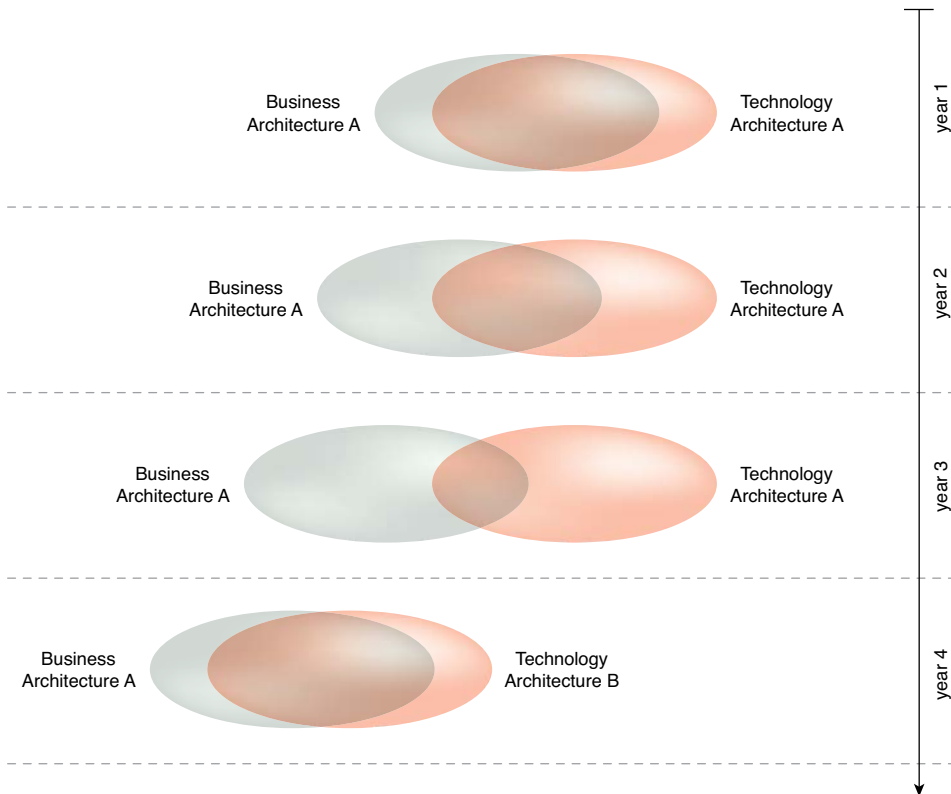 Business
Architecture A
Technology
Architecture A
year 1
Business
Architecture A
Technology
Architecture A
year 2
Business
Architecture A
Technology
Architecture A
year 3
Business
Architecture A
Technology
Architecture B
year 4